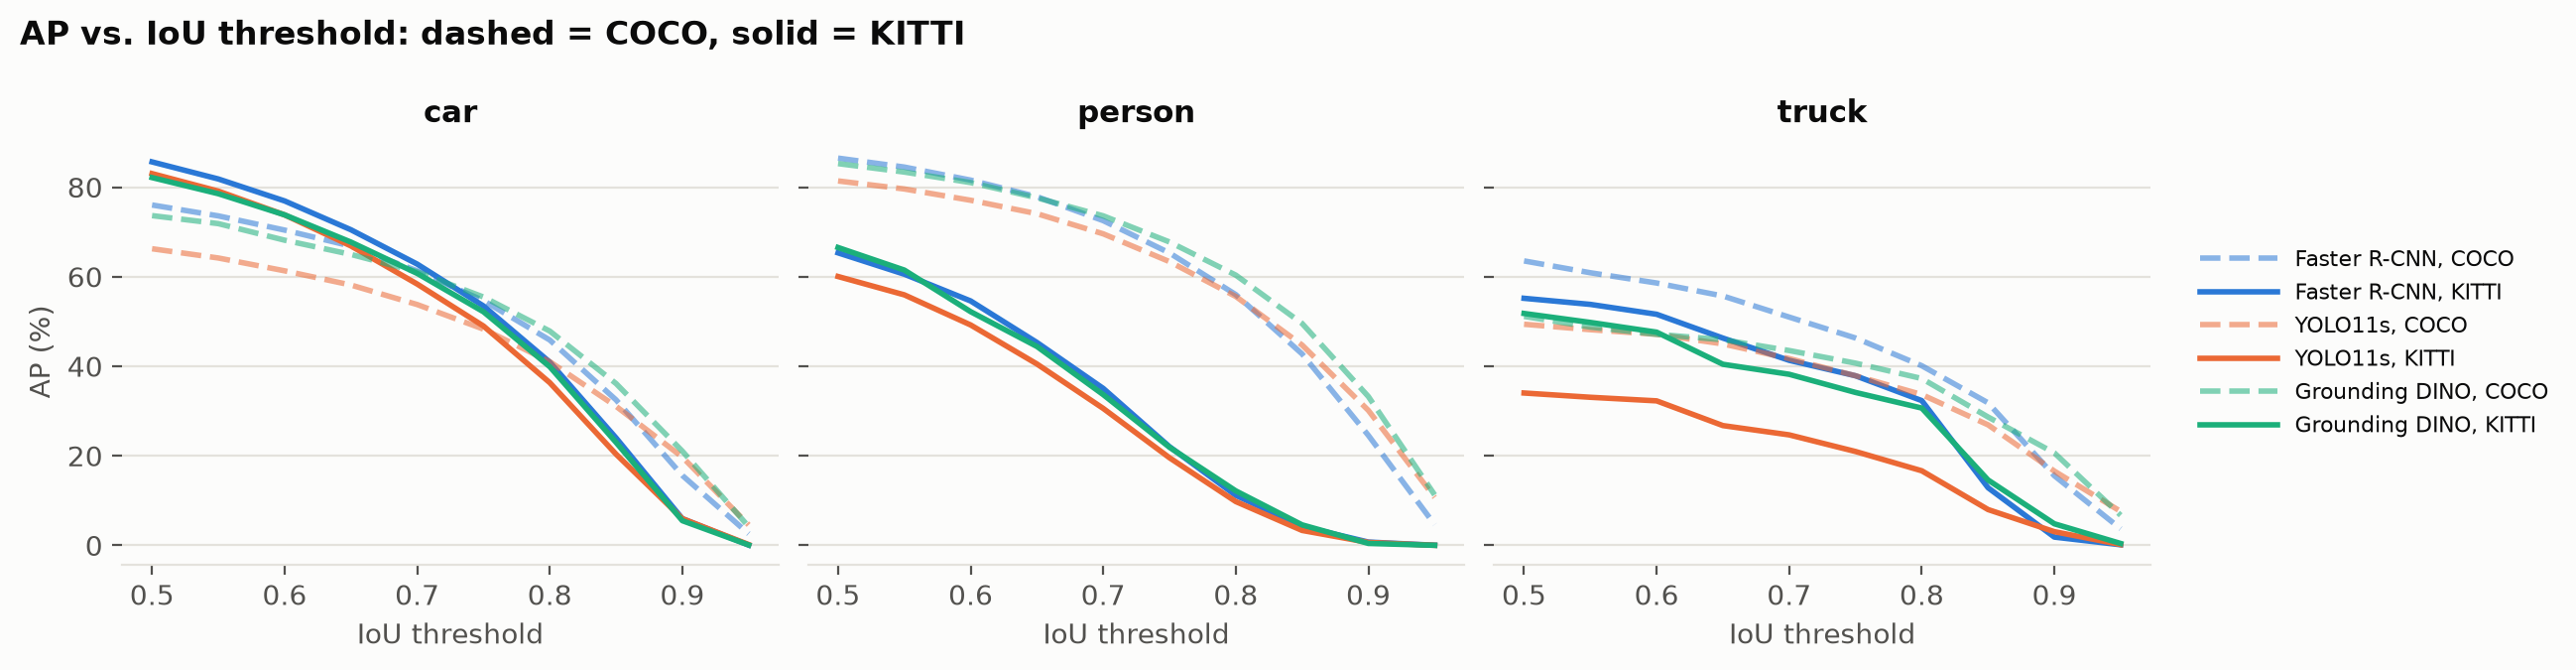 AP vs. IoU threshold: dashed = COCO, solid = KITTI
car
person
truck
AP (%)
80
60
40
20
0
0.5 0.6 0.7 0.8 0.9
0.5 0.6 0.7 0.8 0.9
0.5 0.6 0.7 0.8 0.9
IoU threshold
IoU threshold
IoU threshold
Faster R-CNN, COCO
Faster R-CNN, KITTI
YOLO11s, COCO
YOLO11s, KITTI
Grounding DINO, COCO
Grounding DINO, KITTI